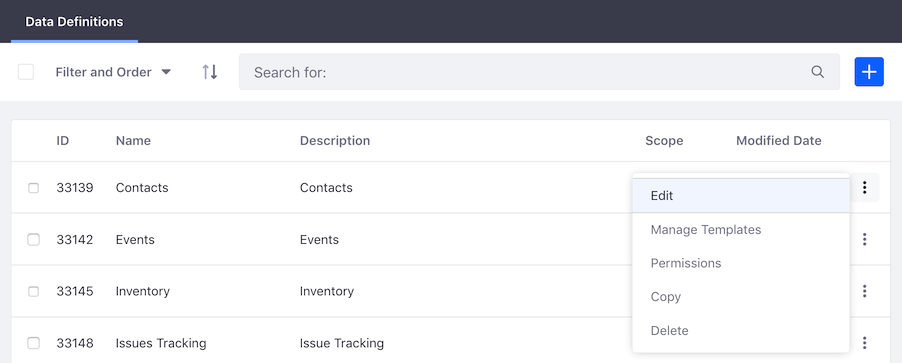 Data Definitions
Filter and Order Search for:
ID Name Description Scope Modified Date
33139 Contacts Contacts
Edit
33142 Events Events
Manage Templates
Permissions
33145 Inventory Inventory
Copy
Delete
33148 Issues Tracking Issue Tracking